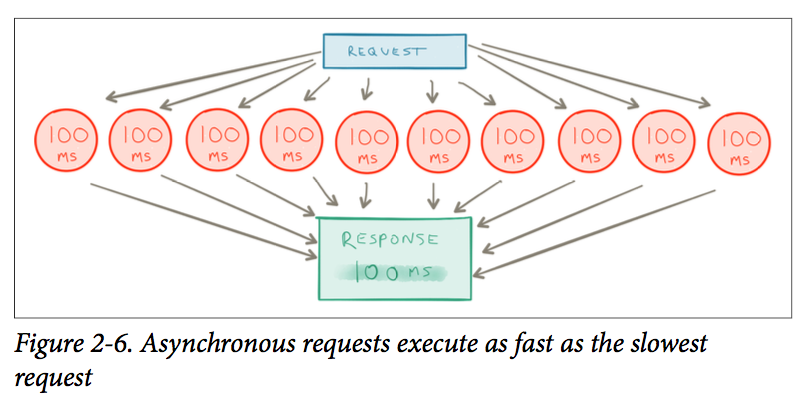 REQUEST
100 100 100 100 100 100 100 100 100 100
MS MS MS MS MS MS MS MS MS MS
RESPONSE
100 MS
Figure 2-6. Asynchronous requests execute as fast as the slowest
request